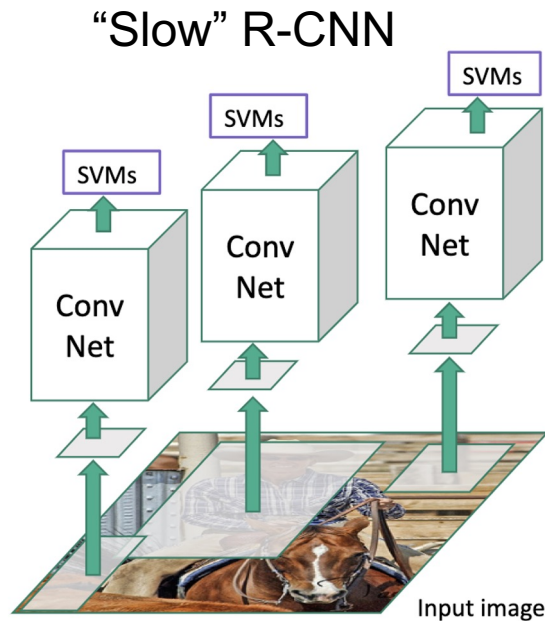 “Slow” R-CNN
SVMs
SVMs
SVMs
Conv
Net
Conv
Net
Conv
Net
Input image